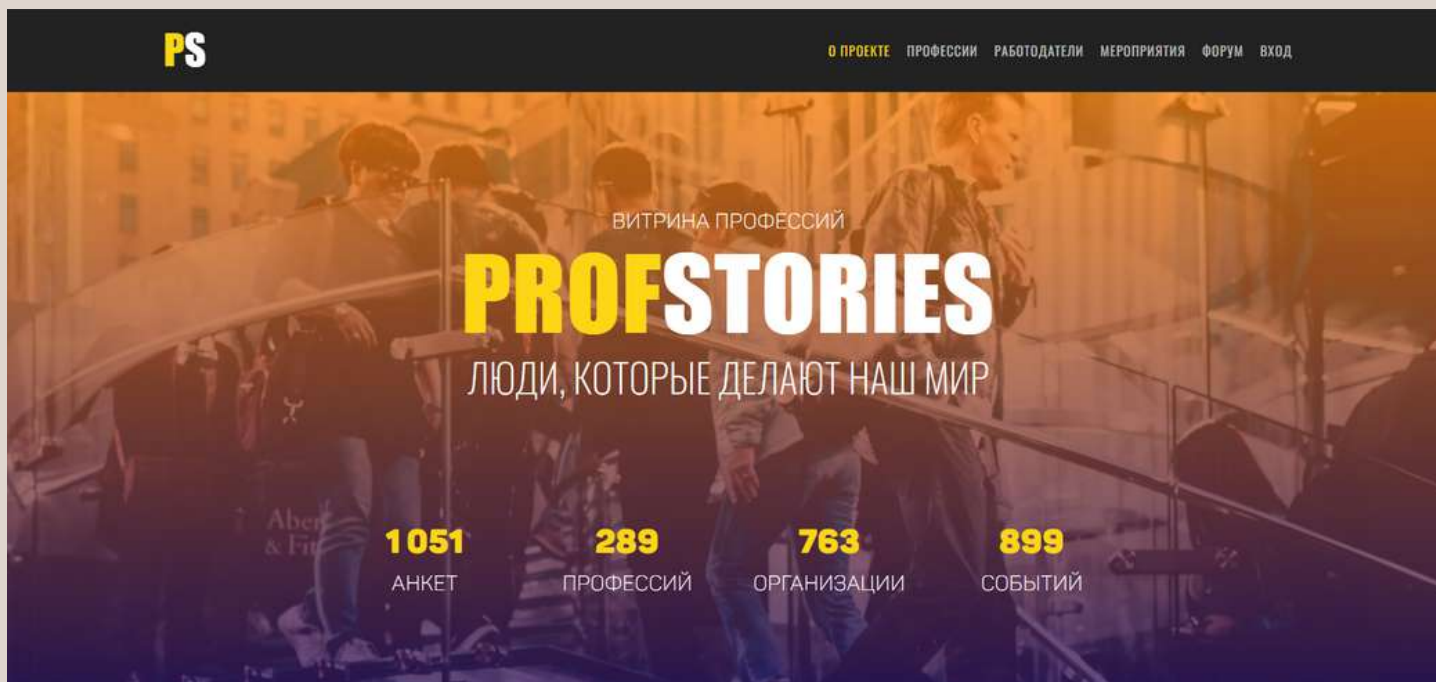 PS
О ПРОЕКТЕ ПРОФЕССИИ РАБОТОДАТЕЛИ МЕРОПРИЯТИЯ ФОРУМ ВХОД
ВИТРИНА ПРОФЕССИЙ
PROFSTORIES
ЛЮДИ, КОТОРЫЕ ДЕЛАЮТ НАШ МИР
1 051 289 763 899
АНКЕТ ПРОФЕССИЙ ОРГАНИЗАЦИИ СОБЫТИЙ